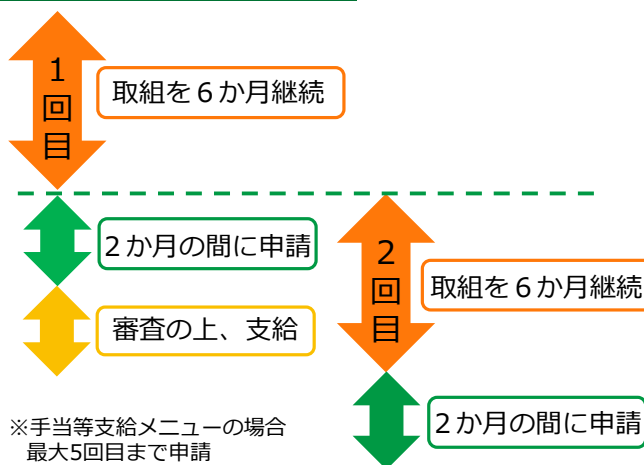 1
回
目
取組を６か月継続
２か月の間に申請
審査の上、支給
2
回
目
取組を６か月継続
２か月の間に申請
※手当等支給メニューの場合
最大5回目まで申請